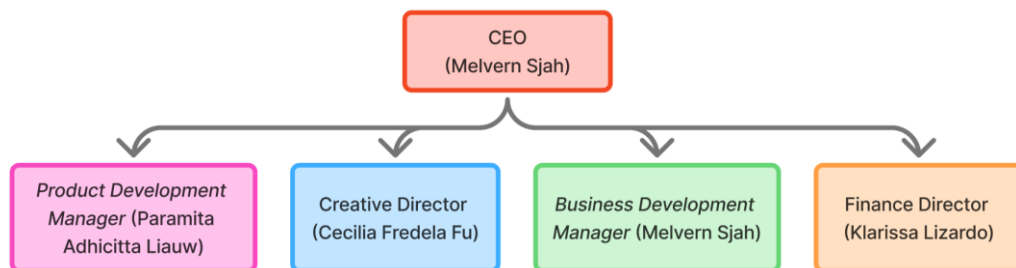 CEO
(Melvern Sjah)
Product Development
Manager (Paramita
Adhicitta Liauw)
Creative Director
(Cecilia Fredela Fu)
Business Development
Manager (Melvern Sjah)
Finance Director
(Klarissa Lizardo)